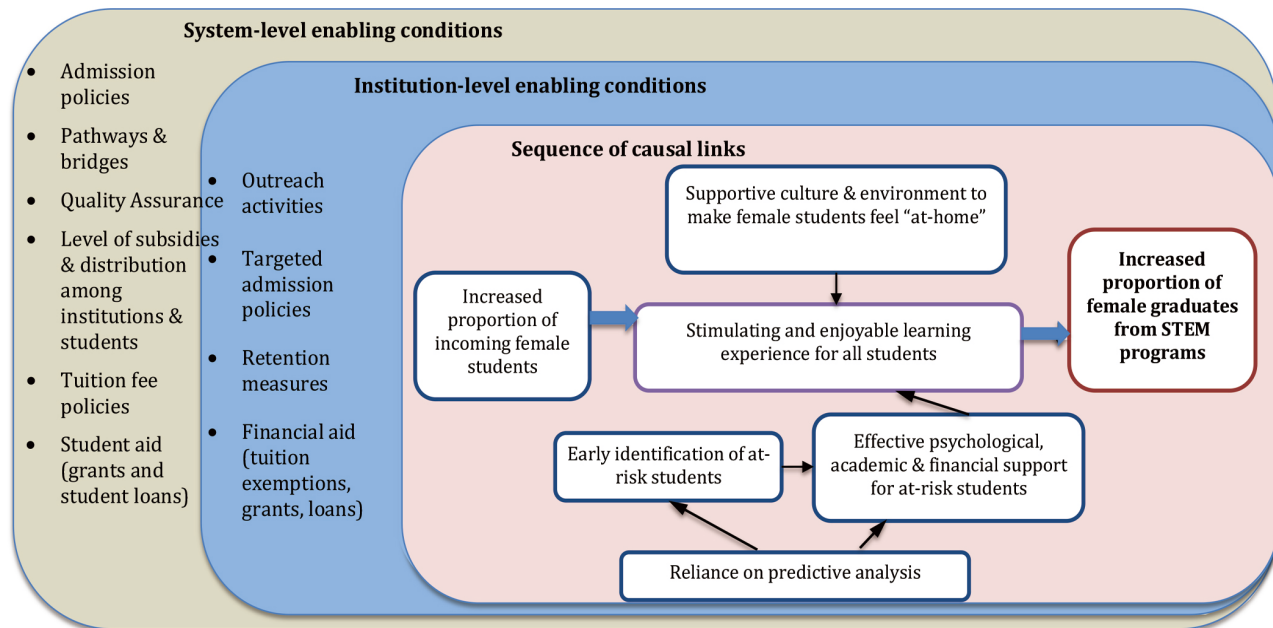 System-level enabling conditions
• Admission
policies
• Pathways &
bridges
• Quality Assurance
• Level of subsidies
& distribution
among
institutions &
students
• Tuition fee
policies
• Student aid
(grants and
student loans)
Institution-level enabling conditions
• Outreach
activities
• Targeted
admission
policies
• Retention
measures
• Financial aid
(tuition
exemptions,
grants, loans)
Sequence of causal links
Supportive culture & environment to
make female students feel “at-home”
Increased
proportion of
incoming female
students
Stimulating and enjoyable learning
experience for all students
Increased
proportion of
female graduates
from STEM
programs
Early identification of at-
risk students
Effective psychological,
academic & financial support
for at-risk students
Reliance on predictive analysis